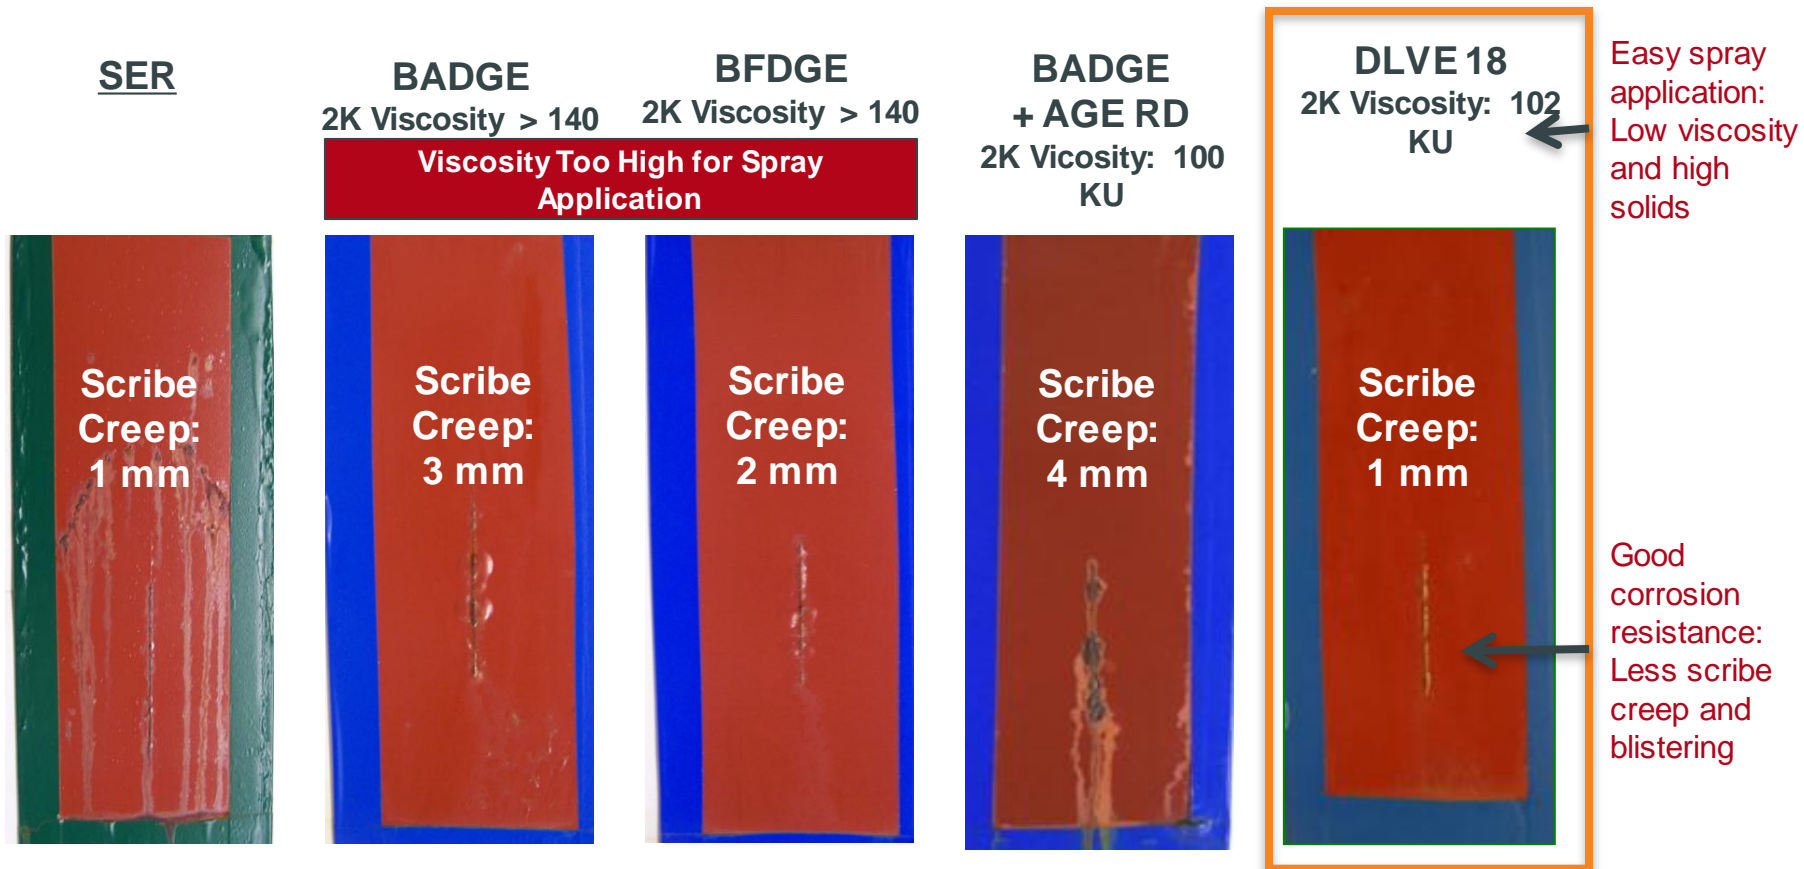 SER
BADGE
2K Viscosity > 140
BFDGE
2K Viscosity > 140
Viscosity Too High for Spray
Application
BADGE
+ AGE RD
2K Vicosity: 100
KU
DLVE 18
2K Viscosity: 102
KU
Easy spray
application:
Low viscosity
and high
solids
Scribe
Creep:
1 mm
Scribe
Creep:
3 mm
Scribe
Creep:
2 mm
Scribe
Creep:
4 mm
Scribe
Creep:
1 mm
Good
corrosion
resistance:
Less scribe
creep and
blistering